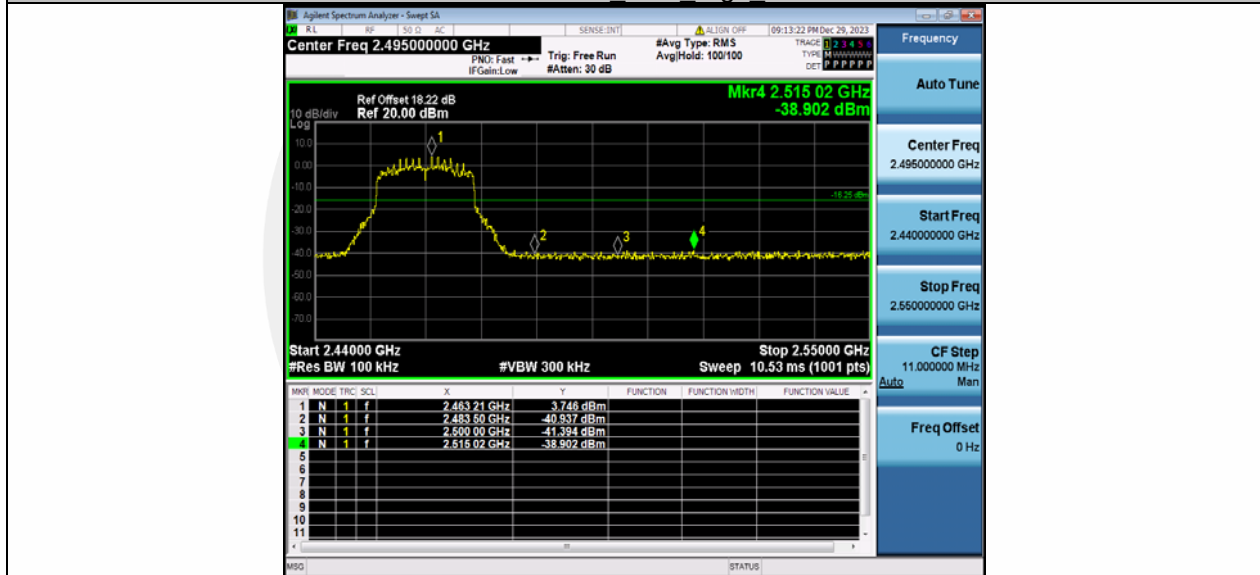 Agilent Spectrum Analyzer - Swept SA
RL RF 50 Ω AC SENSE:INT ALIGN OFF 09:13:22 PM Dec 29, 2023
Center Freq 2.495000000 GHz
PNO: Fast
IFGain:Low
Trig: Free Run
#Atten: 30 dB
#Avg Type: RMS
Avg|Hold: 100/100
TRACE 1 2 3 4 5 6
TYPE M WWWWW
DET P P P P P P
Mkr4 2.515 02 GHz
-38.902 dBm
Ref Offset 18.22 dB
10 dB/div Ref 20.00 dBm
Log
10.0
0.00
-10.0
-20.0
-30.0
-40.0
-50.0
-60.0
-70.0
1
2
3
4
-16.25 dBm
Start 2.44000 GHz Stop 2.55000 GHz
#Res BW 100 kHz #VBW 300 kHz Sweep 10.53 ms (1001 pts)
MKR MODE TRC SCL X Y FUNCTION FUNCTION WIDTH FUNCTION VALUE
1 N 1 f 2.463 21 GHz 3.746 dBm
2 N 1 f 2.483 50 GHz -40.937 dBm
3 N 1 f 2.500 00 GHz -41.394 dBm
4 N 1 f 2.515 02 GHz -38.902 dBm
5
6
7
8
9
10
11
MSG STATUS
Frequency
Auto Tune
Center Freq
2.495000000 GHz
Start Freq
2.440000000 GHz
Stop Freq
2.550000000 GHz
CF Step
11.000000 MHz
Auto Man
Freq Offset
0 Hz